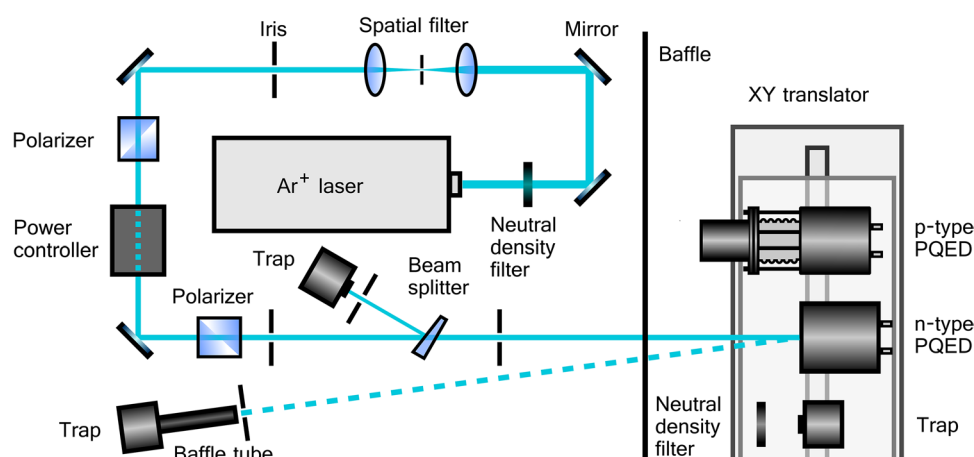 Iris
Spatial filter
Mirror
Baffle
XY translator
Polarizer
Ar+ laser
Power
controller
Neutral
density
filter
p-type
PQED
Trap
Beam
splitter
Polarizer
n-type
PQED
Neutral
density
filter
Trap
Trap
Baffle tube